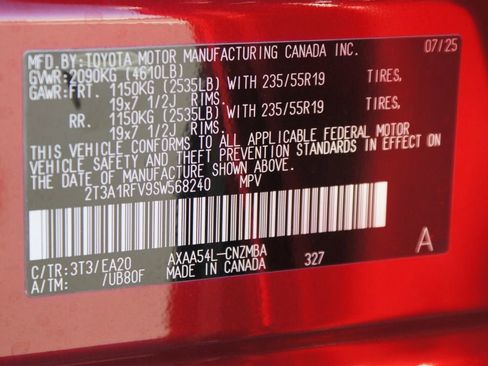 MFD.BY:TOYOTA MOTOR MANUFACTURING CANADA INC. 07/25
GVWR:2090KG (4610LB)
GAWR:FRT. 1150KG (2535LB) WITH 235/55R19 TIRES.
19x7 1/2J RIMS.
RR. 1150KG (2535LB) WITH 235/55R19 TIRES.
19x7 1/2J RIMS.
THIS VEHICLE CONFORMS TO ALL APPLICABLE FEDERAL MOTOR
VEHICLE SAFETY AND THEFT PREVENTION STANDARDS IN EFFECT ON
THE DATE OF MANUFACTURE SHOWN ABOVE.
2T3A1RFV9SW568240 MPV
C/TR:3T3/EA20 AXAA54L-CNZMBA A
A/TM: /UB80F MADE IN CANADA 327